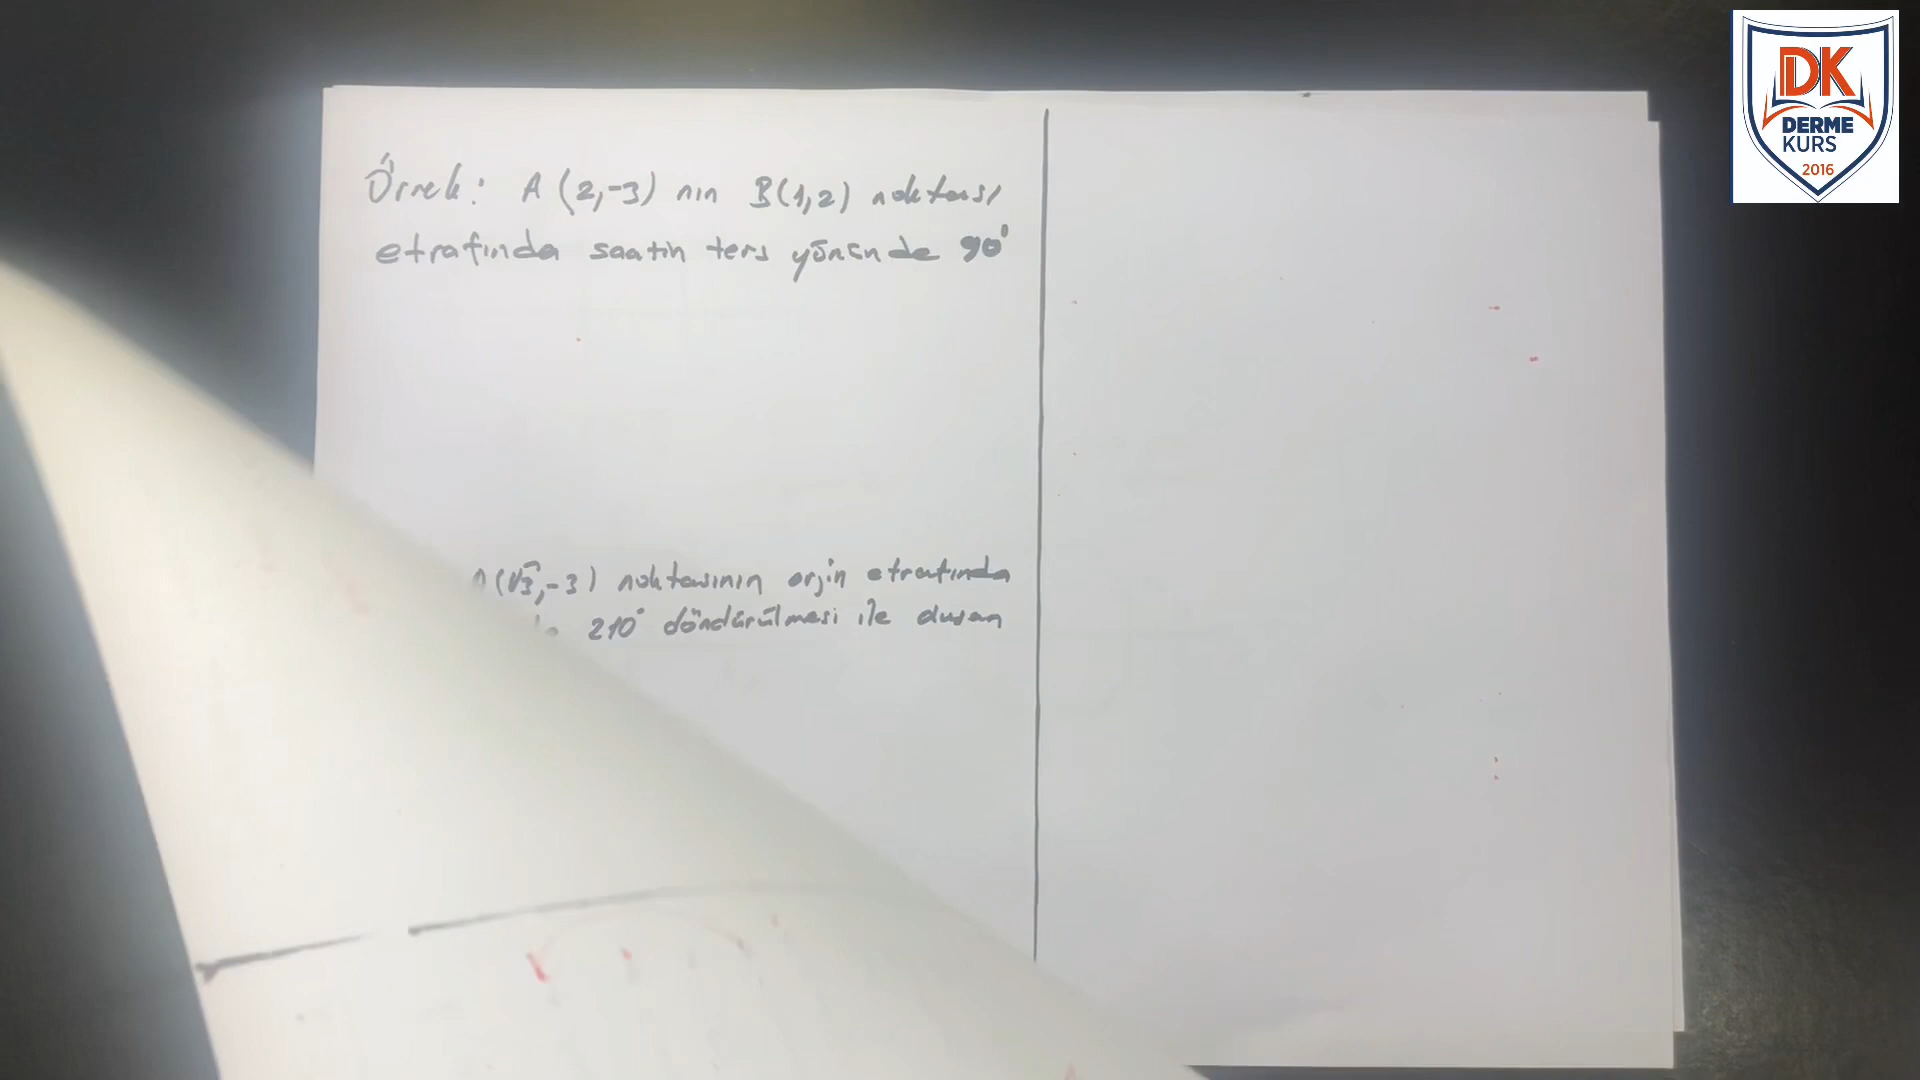 Örnek: A(2,-3) nın B(1,2) noktası
etrafında saatin ters yönünde 90°
(√3,-3) noktasının orjin etrafında
210° döndürülmesi ile
DK
DERME
KURS
2016